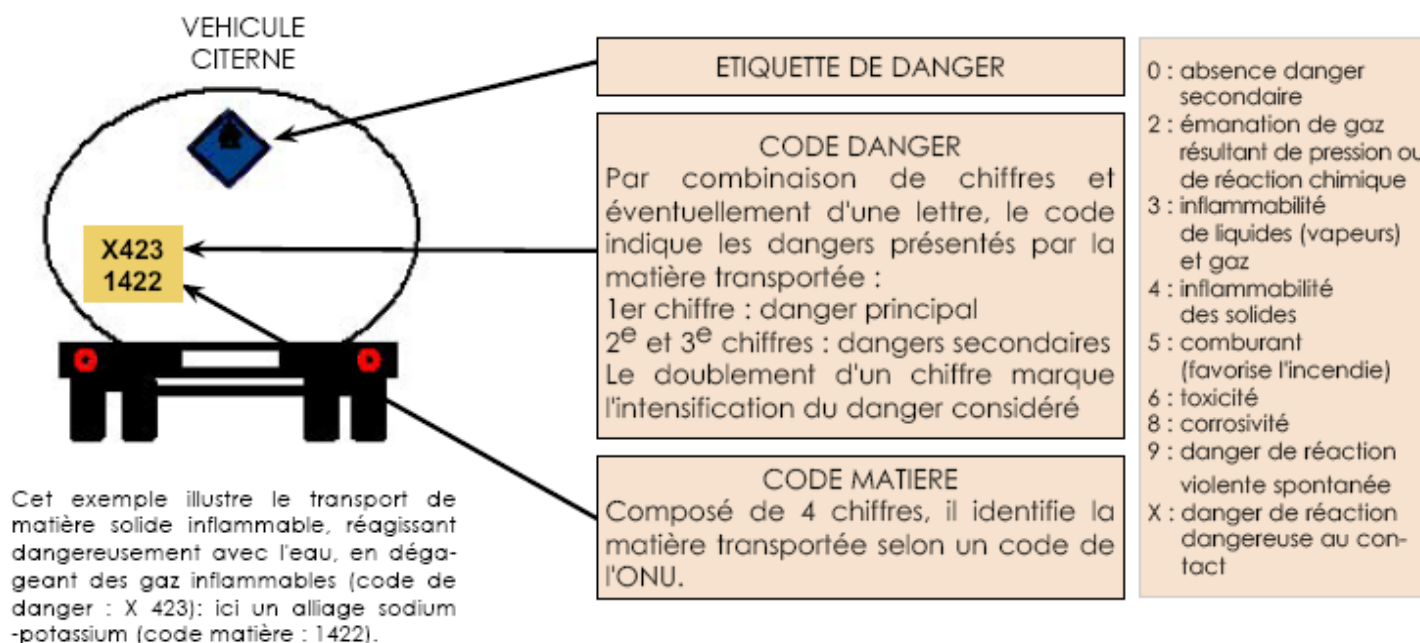 VEHICULE
CITERNE
X423
1422
Cet exemple illustre le transport de
matière solide inflammable, réagissant
dangereusement avec l'eau, en déga-
geant des gaz inflammables (code de
danger : X 423): ici un alliage sodium
-potassium (code matière : 1422).
ETIQUETTE DE DANGER
CODE DANGER
Par combinaison de chiffres et
éventuellement d'une lettre, le code
indique les dangers présentés par la
matière transportée :
1er chiffre : danger principal
2e et 3e chiffres : dangers secondaires
Le doublement d'un chiffre marque
l'intensification du danger considéré
CODE MATIERE
Composé de 4 chiffres, il identifie la
matière transportée selon un code de
l'ONU.
0 : absence danger
secondaire
2 : émanation de gaz
résultant de pression ou
de réaction chimique
3 : inflammabilité
de liquides (vapeurs)
et gaz
4 : inflammabilité
des solides
5 : comburant
(favorise l'incendie)
6 : toxicité
8 : corrosivité
9 : danger de réaction
violente spontanée
X : danger de réaction
dangereuse au con-
tact